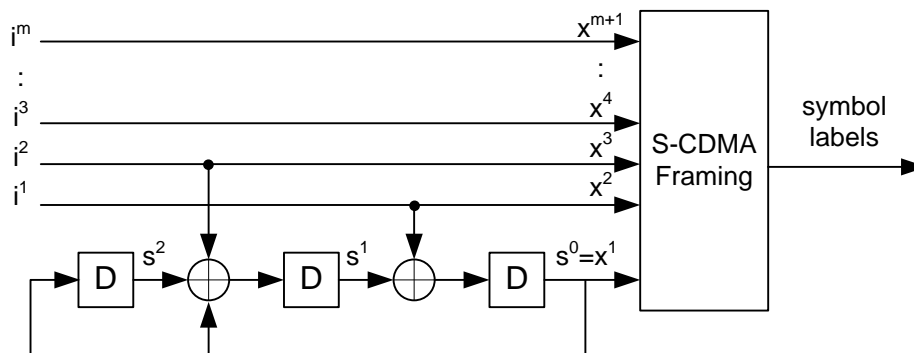 i^m x^{m+1}
:
:
i^3 x^4
i^2 x^3
i^1 x^2
S-CDMA
Framing
symbol
labels
D s^2 D s^1 D s^0=x^1